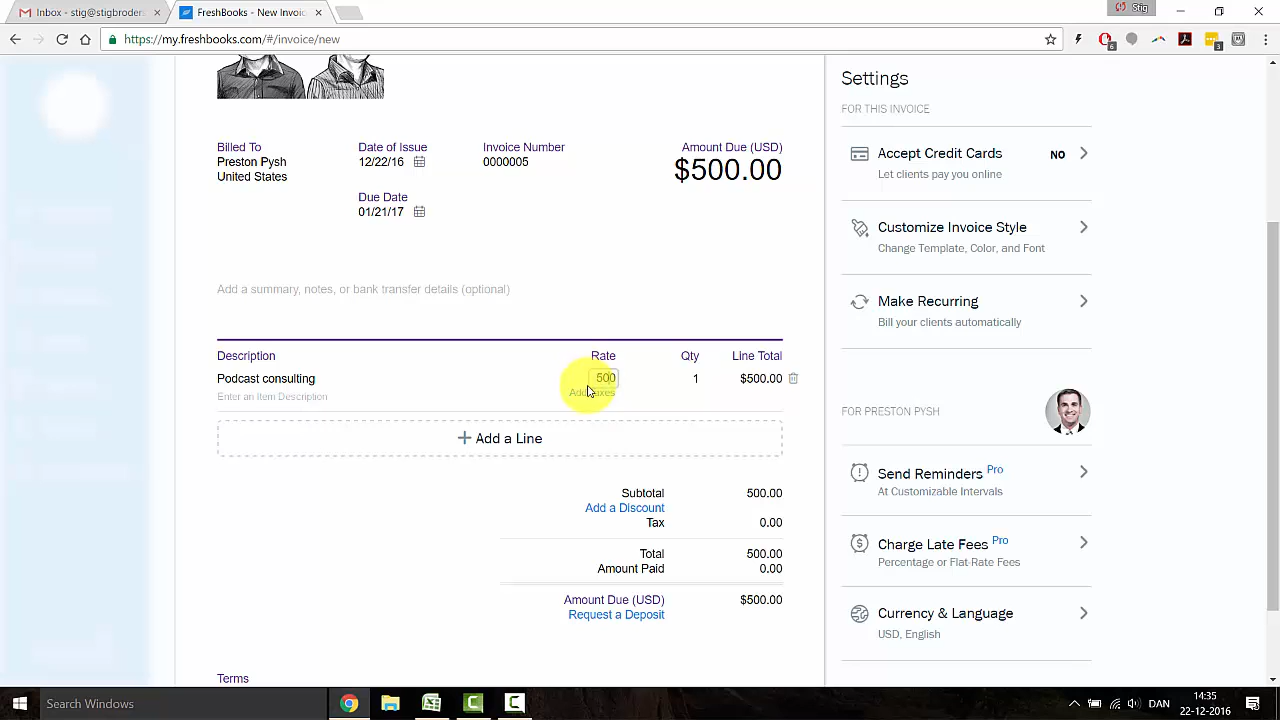 Inbox - stig@stigbroders
FreshBooks - New Invoic
Stig
https://my.freshbooks.com/#/invoice/new
6
3
Billed To
Preston Pysh
United States
Date of Issue
12/22/16
Due Date
01/21/17
Invoice Number
0000005
Amount Due (USD)
$500.00
Add a summary, notes, or bank transfer details (optional)
Description Rate Qty Line Total
Podcast consulting 500 1 $500.00
Enter an Item Description Add Taxes
Add a Line
Subtotal 500.00
Add a Discount
Tax 0.00
Total 500.00
Amount Paid 0.00
Amount Due (USD) $500.00
Request a Deposit
Terms
Settings
FOR THIS INVOICE
Accept Credit Cards NO
Let clients pay you online
Customize Invoice Style
Change Template, Color, and Font
Make Recurring
Bill your clients automatically
FOR PRESTON PYSH
Send Reminders Pro
At Customizable Intervals
Charge Late Fees Pro
Percentage or Flat-Rate Fees
Currency & Language
USD, English
Search Windows
DAN
14:35
22-12-2016